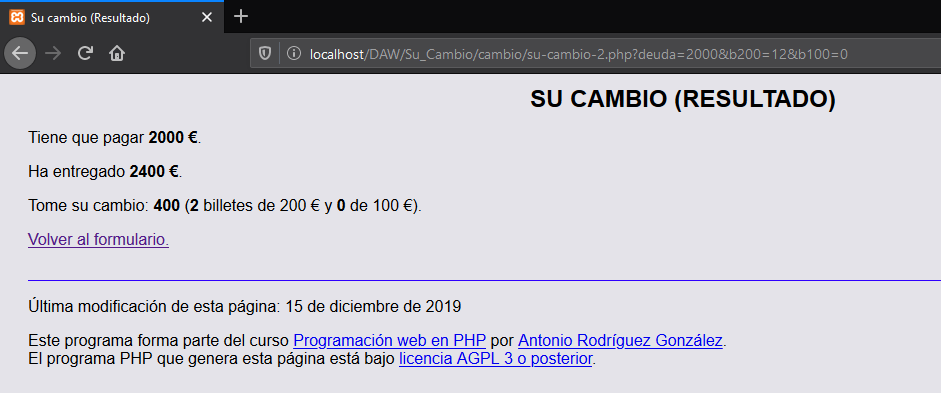 Su cambio (Resultado)
localhost/DAW/Su_Cambio/cambio/su-cambio-2.php?deuda=2000&b200=12&b100=0
SU CAMBIO (RESULTADO)
Tiene que pagar 2000 €.
Ha entregado 2400 €.
Tome su cambio: 400 (2 billetes de 200 € y 0 de 100 €).
Volver al formulario.
Última modificación de esta página: 15 de diciembre de 2019
Este programa forma parte del curso Programación web en PHP por Antonio Rodríguez González.
El programa PHP que genera esta página está bajo licencia AGPL 3 o posterior.